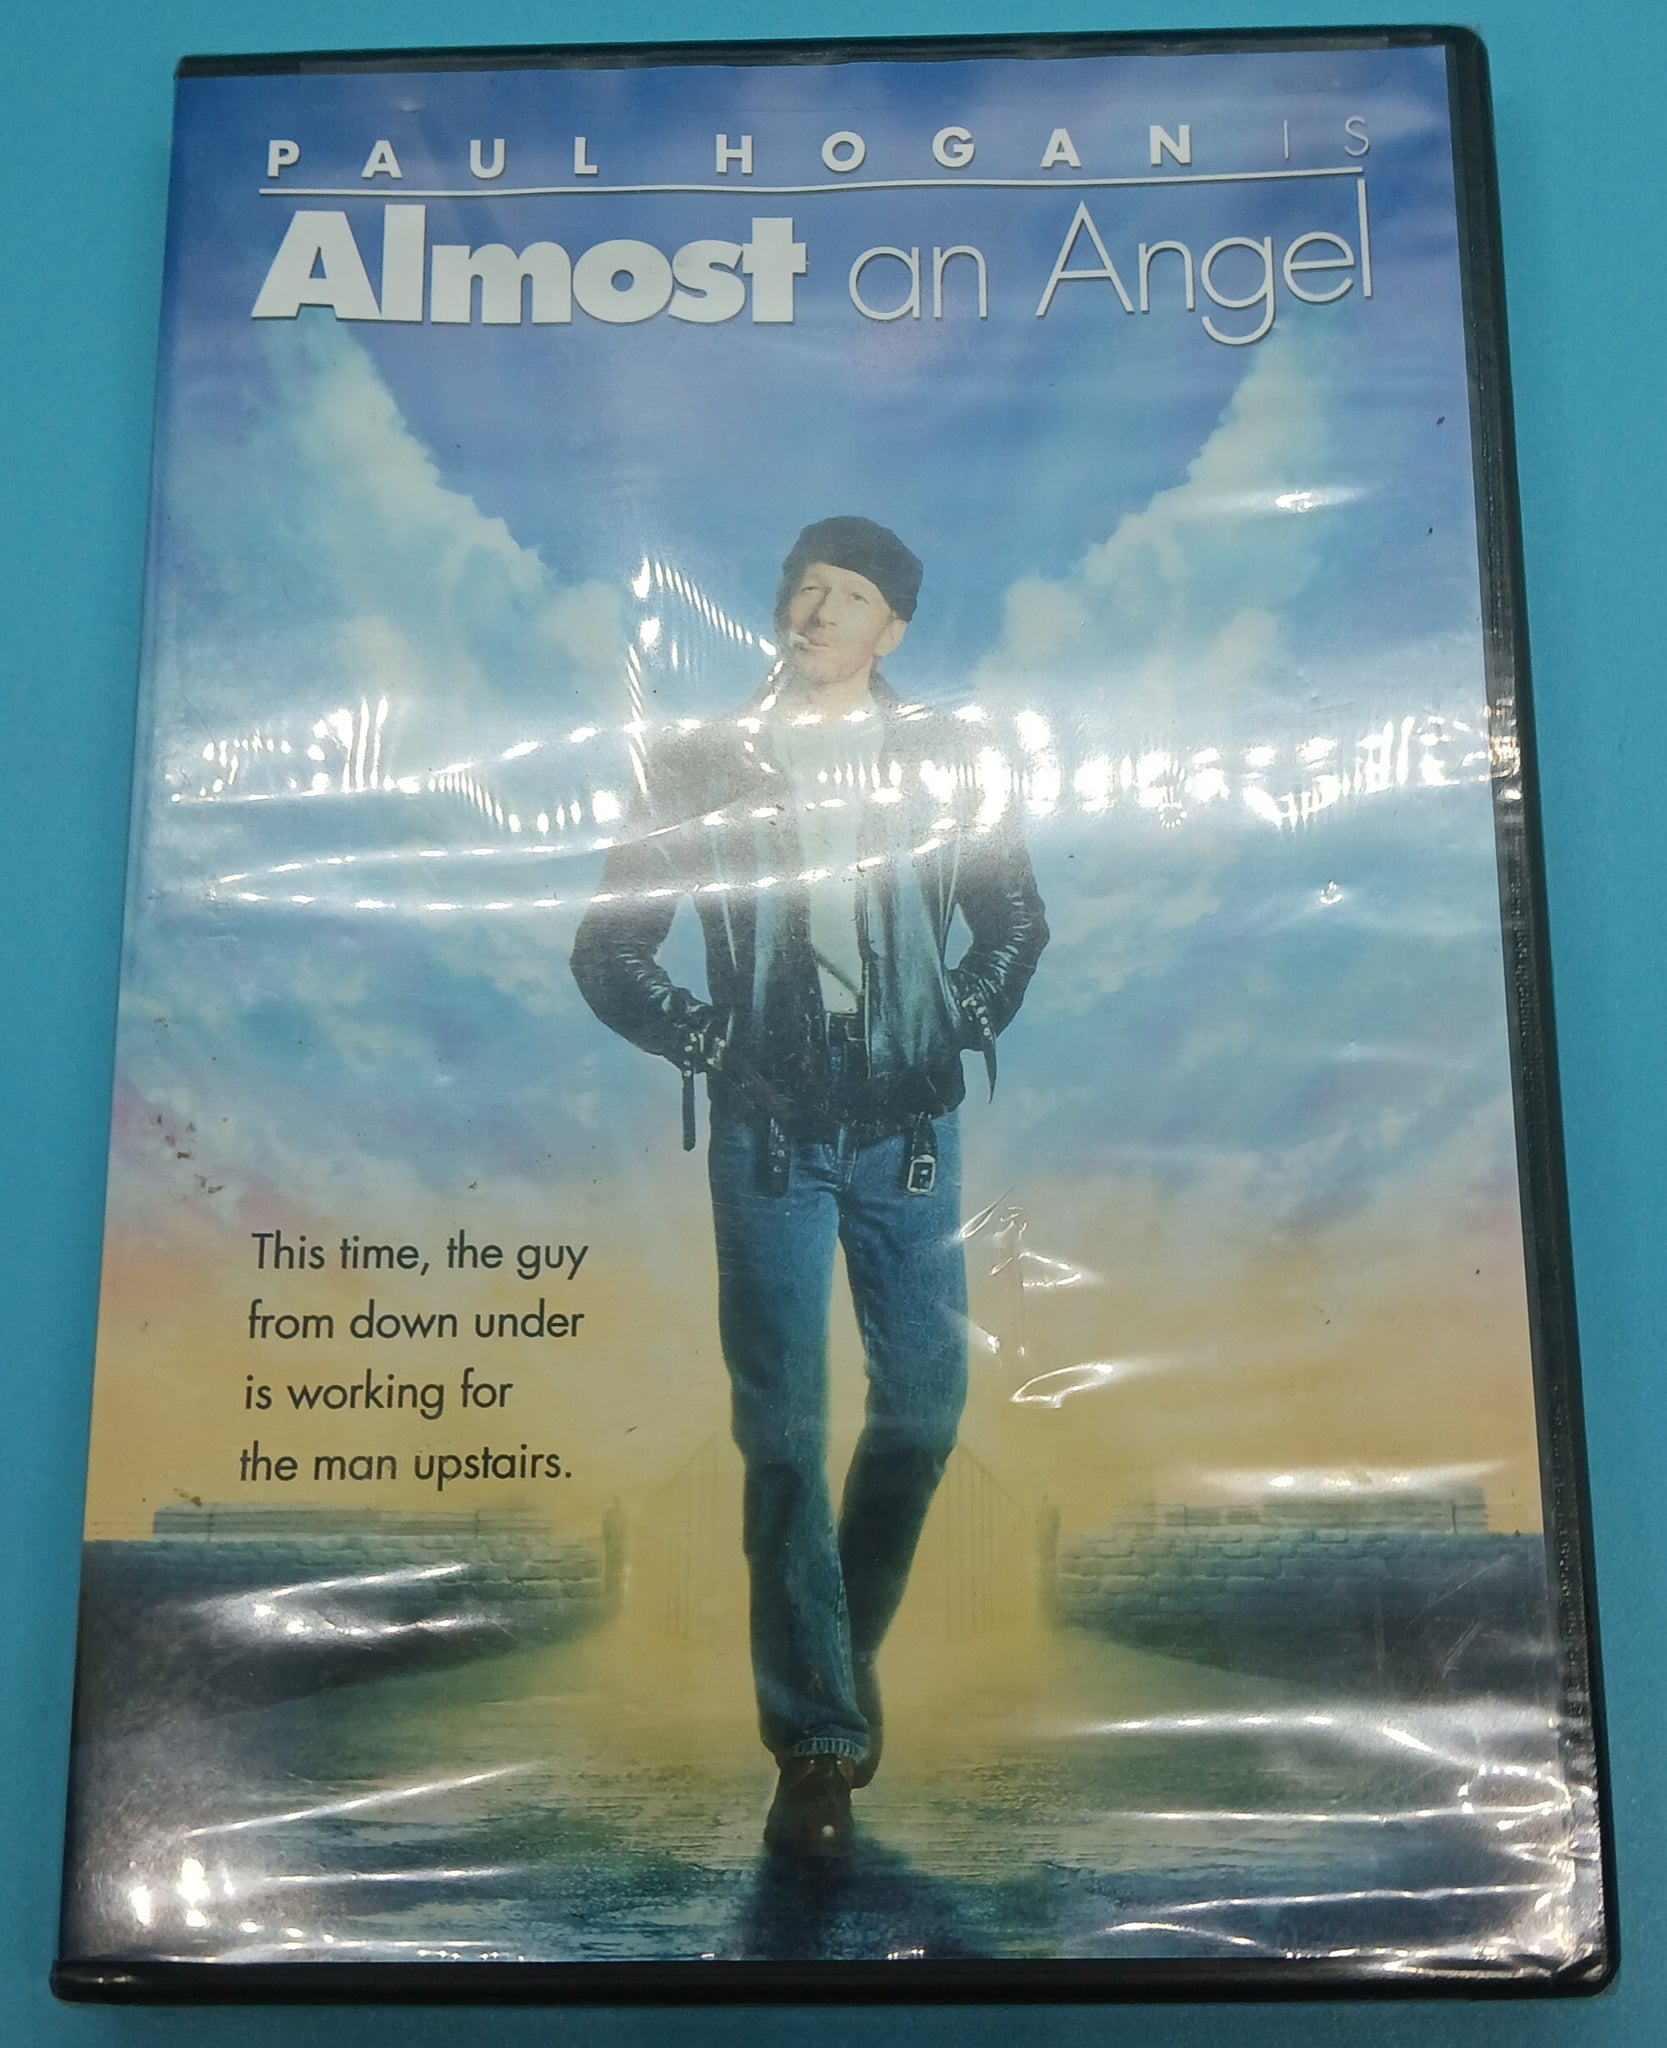 PAUL HOGAN IS
Almost an Angel
This time, the guy
from down under
is working for
the man upstairs.